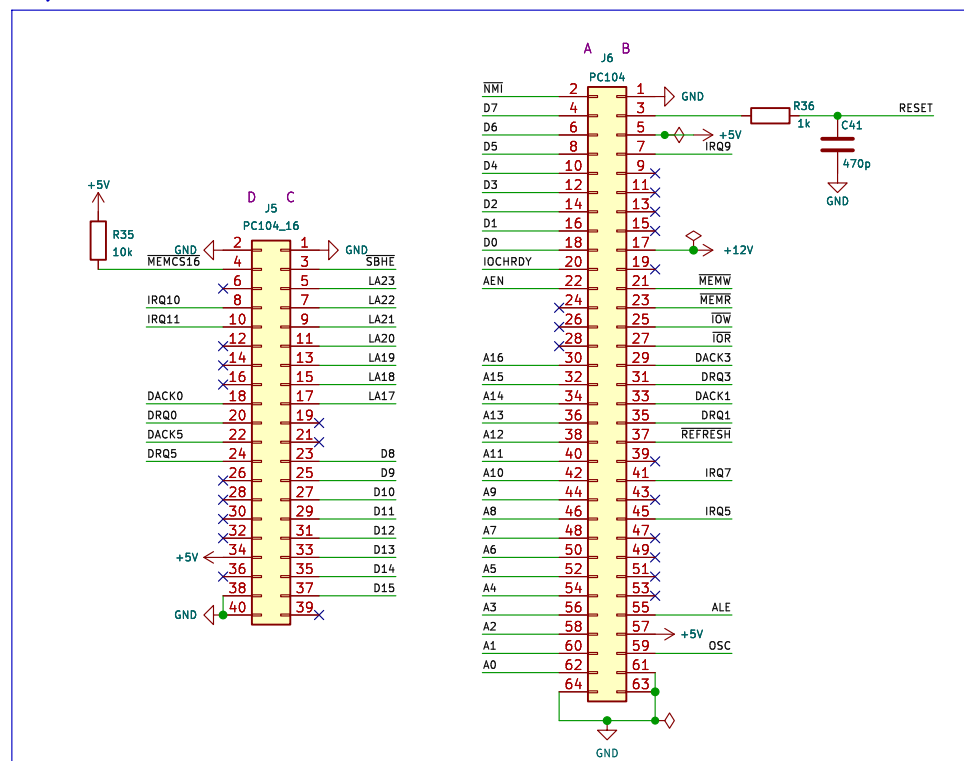 A B
J6
PC104
NMI 2 1 GND
D7 4 3 R36 1k RESET
D6 6 5 +5V C41
D5 8 7 IRQ9 470p
D4 10 9
D3 12 11 GND
D2 14 13
D1 16 15
D0 18 17 +12V
IOCHRDY 20 19
AEN 22 21 MEMW
24 23 MEMR
26 25 IOW
28 27 IOR
A16 30 29 DACK3
A15 32 31 DRQ3
A14 34 33 DACK1
A13 36 35 DRQ1
A12 38 37 REFRESH
A11 40 39
A10 42 41 IRQ7
A9 44 43
A8 46 45 IRQ5
A7 48 47
A6 50 49
A5 52 51
A4 54 53
A3 56 55 ALE
A2 58 57 +5V
A1 60 59 OSC
A0 62 61
64 63
GND
+5V
R35
10k
D C
J5
PC104_16
GND 2 1 GND
MEMCS16 4 3 SBHE
6 5 LA23
IRQ10 8 7 LA22
IRQ11 10 9 LA21
12 11 LA20
14 13 LA19
16 15 LA18
DACK0 18 17 LA17
DRQ0 20 19
DACK5 22 21
DRQ5 24 23 D8
26 25 D9
28 27 D10
30 29 D11
32 31 D12
+5V 34 33 D13
36 35 D14
38 37 D15
GND 40 39